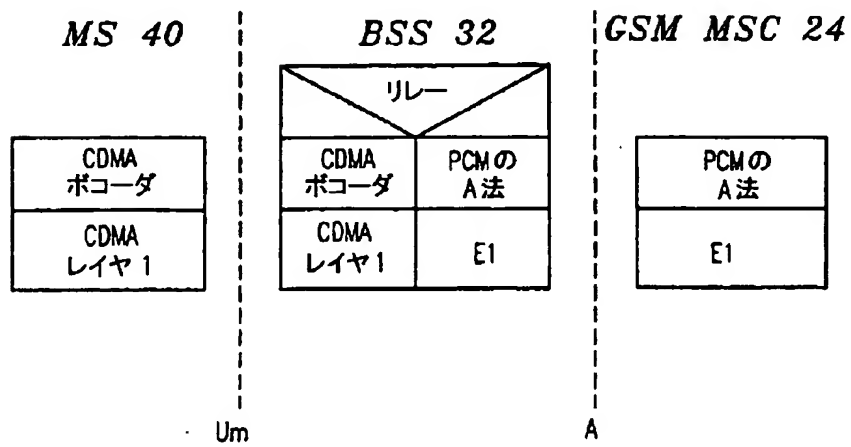 MS 40
BSS 32
GSM MSC 24
リレー
CDMA
ボコーダ
CDMA
ボコーダ
PCMの
A法
PCMの
A法
CDMA
レイヤ1
CDMA
レイヤ1
E1
E1
Um
A